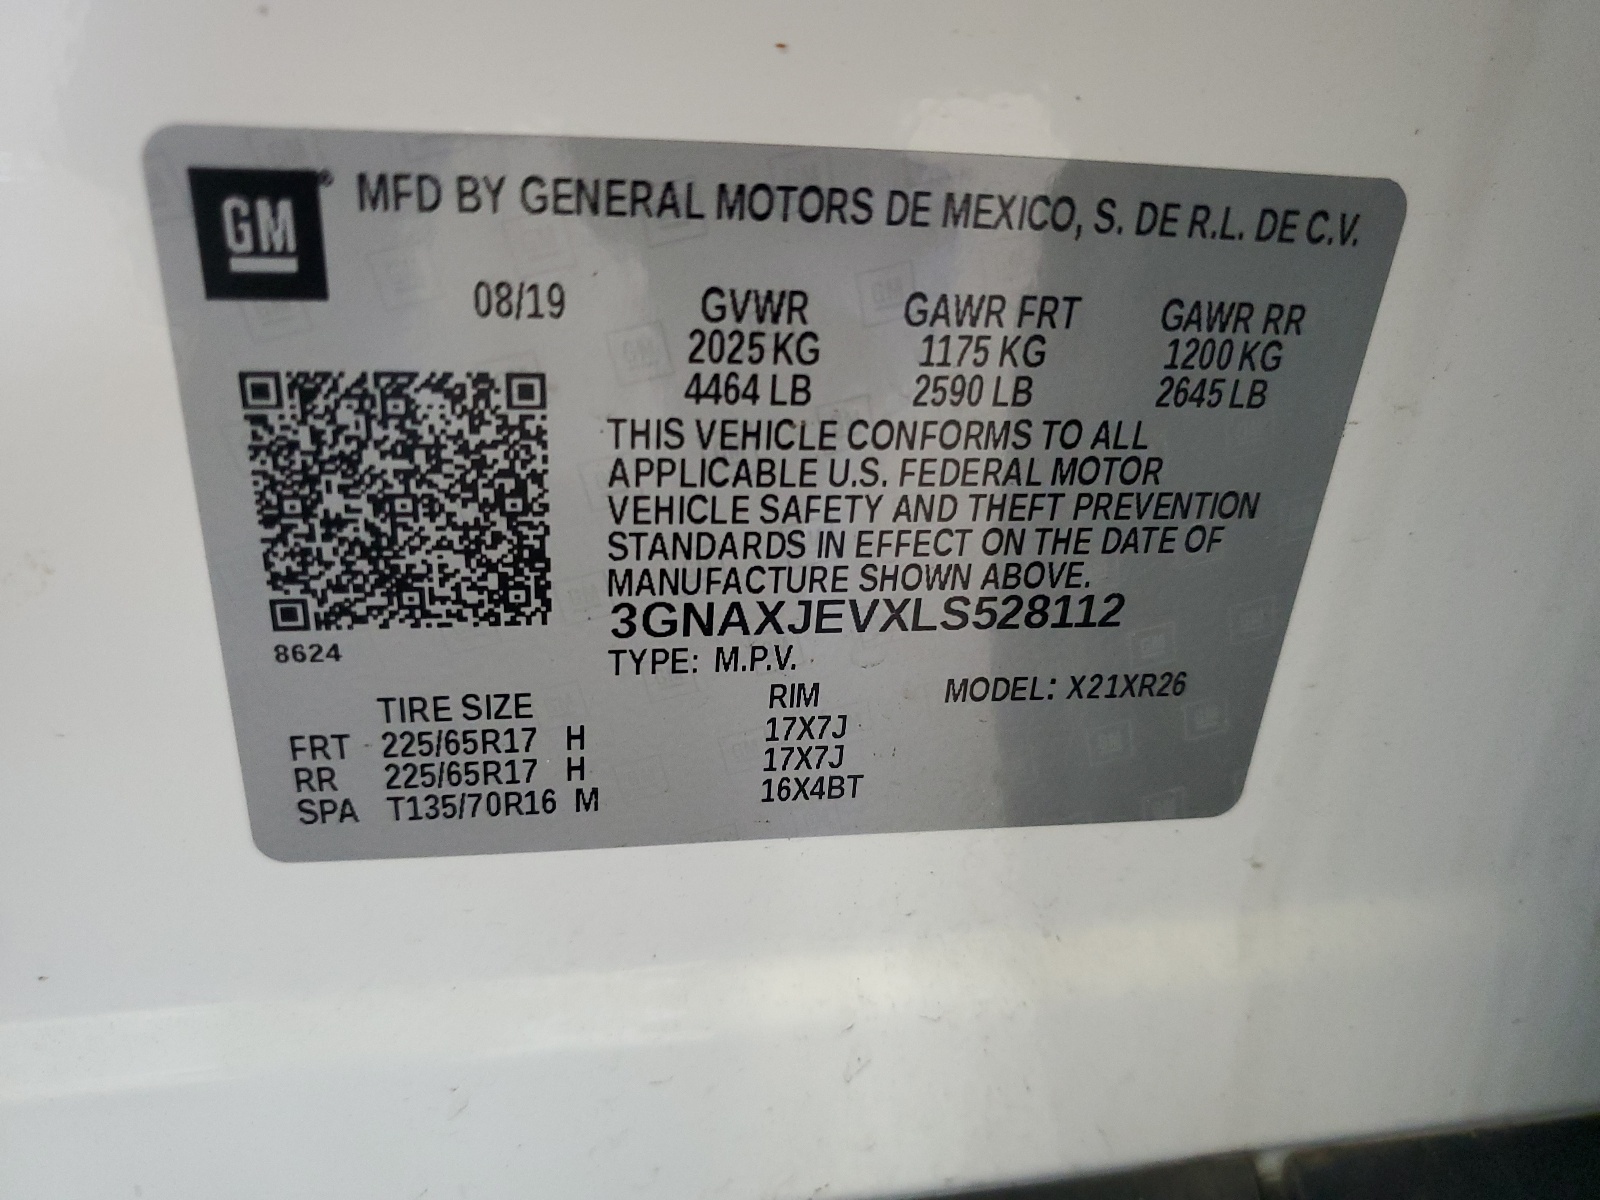 GM® MFD BY GENERAL MOTORS DE MEXICO, S. DE R.L. DE C.V.
08/19 GVWR GAWR FRT GAWR RR
2025 KG 1175 KG 1200 KG
4464 LB 2590 LB 2645 LB
THIS VEHICLE CONFORMS TO ALL
APPLICABLE U.S. FEDERAL MOTOR
VEHICLE SAFETY AND THEFT PREVENTION
STANDARDS IN EFFECT ON THE DATE OF
MANUFACTURE SHOWN ABOVE.
3GNAXJEVXLS528112
8624
TYPE: M.P.V.
MODEL: X21XR26
TIRE SIZE RIM
FRT 225/65R17 H 17X7J
RR 225/65R17 H 17X7J
SPA T135/70R16 M 16X4BT